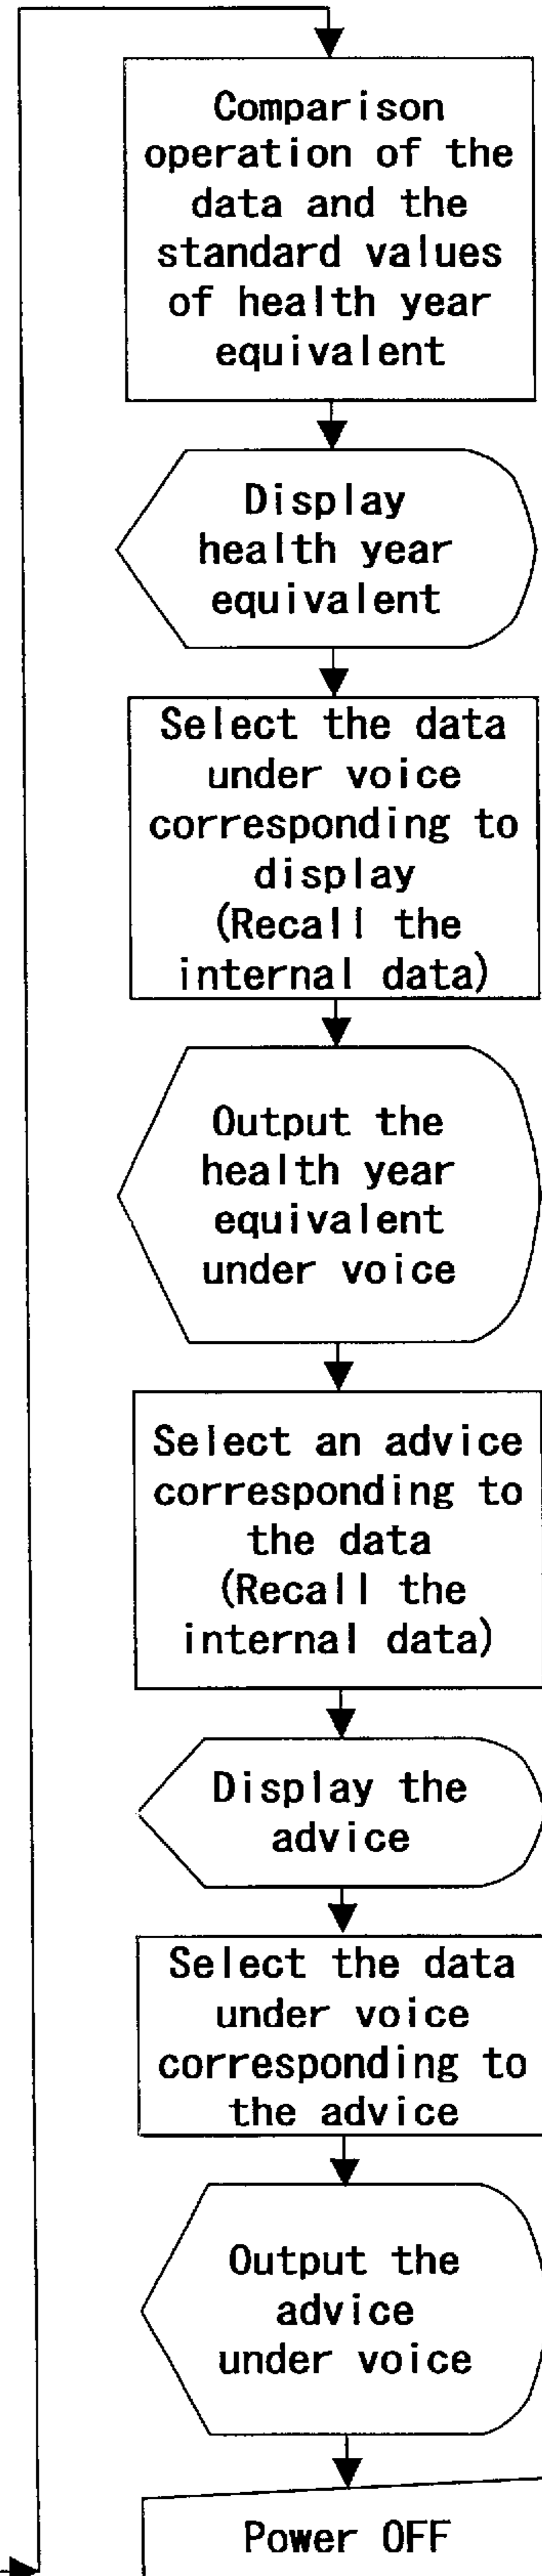 Comparison
operation of the
data and the
standard values
of health year
equivalent
Display
health year
equivalent
Select the data
under voice
corresponding to
display
(Recall the
internal data)
Output the
health year
equivalent
under voice
Select an advice
corresponding to
the data
(Recall the
internal data)
Display the
advice
Select the data
under voice
corresponding to
the advice
Output the
advice
under voice
Power OFF